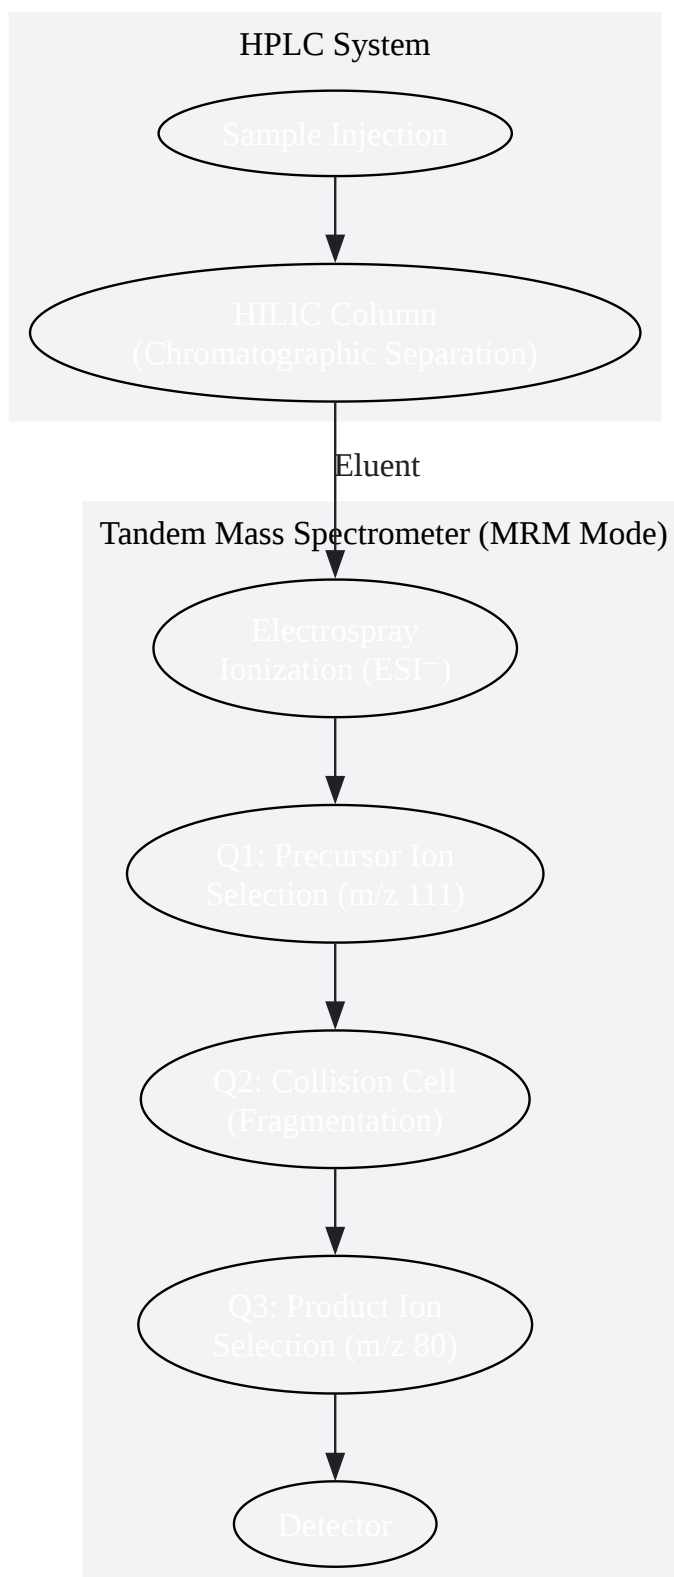 HPLC System
Sample Injection
HILIC Column
(Chromatographic Separation)
Eluent
Tandem Mass Spectrometer (MRM Mode)
Electrospray
Ionization (ESI⁻)
Q1: Precursor Ion
Selection (m/z 111)
Q2: Collision Cell
(Fragmentation)
Q3: Product Ion
Selection (m/z 80)
Detector